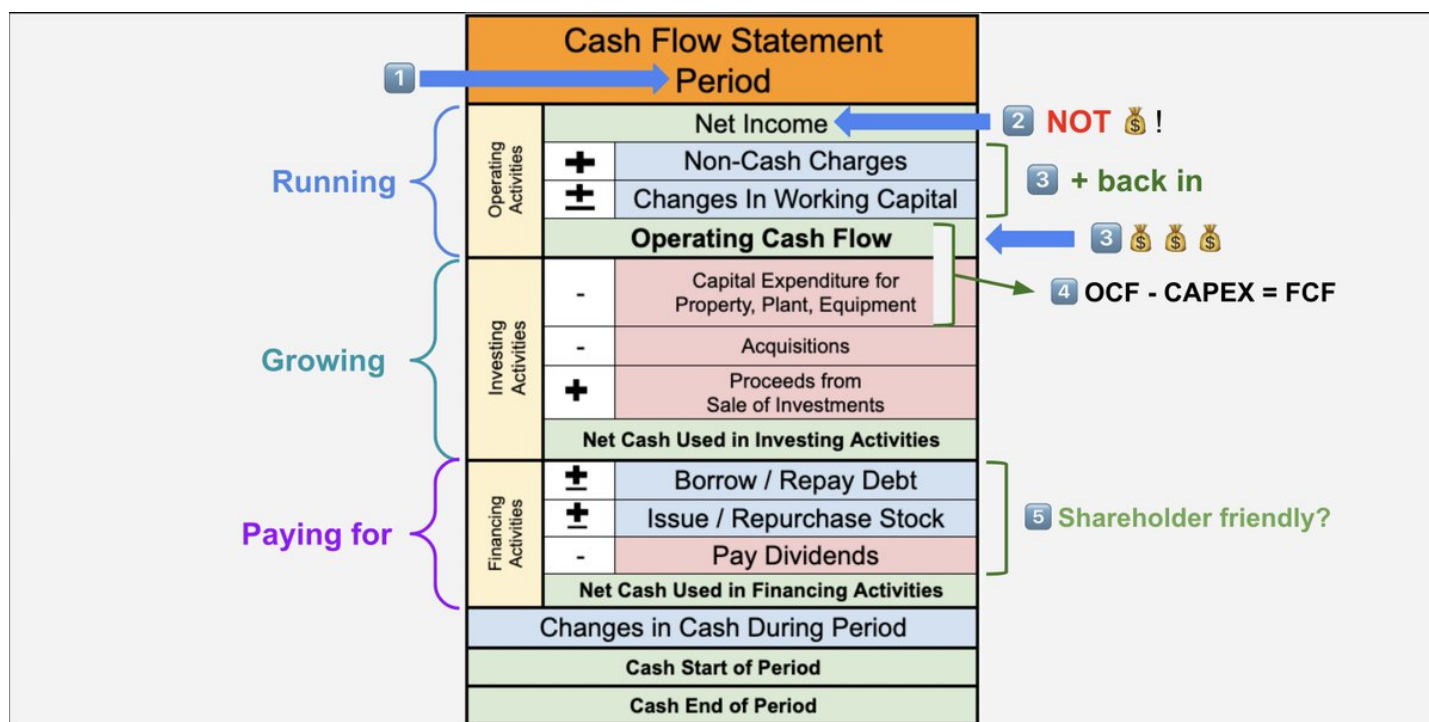 Cash Flow Statement
1️⃣ Period
Running
Operating
Activities
Net Income
2️⃣ NOT 💰 !
+ Non-Cash Charges
± Changes In Working Capital
3️⃣ + back in
Operating Cash Flow
3️⃣ 💰 💰 💰
4️⃣ OCF - CAPEX = FCF
Growing
Investing
Activities
- Capital Expenditure for
Property, Plant, Equipment
- Acquisitions
+ Proceeds from
Sale of Investments
Net Cash Used in Investing Activities
Paying for
Financing
Activities
± Borrow / Repay Debt
± Issue / Repurchase Stock
- Pay Dividends
5️⃣ Shareholder friendly?
Net Cash Used in Financing Activities
Changes in Cash During Period
Cash Start of Period
Cash End of Period